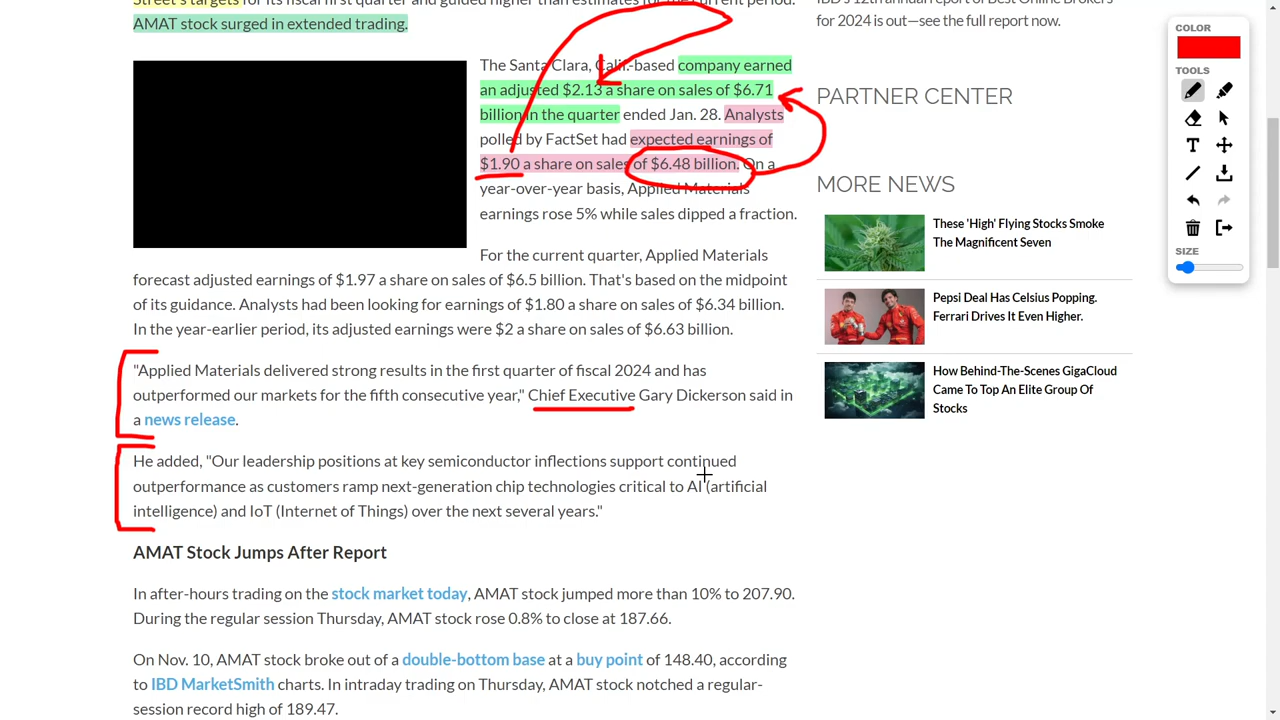 Street's targets for its fiscal first quarter and guided higher than estimates for the current period.
AMAT stock surged in extended trading.
The Santa Clara, Calif.-based company earned
an adjusted $2.13 a share on sales of $6.71
billion in the quarter ended Jan. 28. Analysts
polled by FactSet had expected earnings of
$1.90 a share on sales of $6.48 billion. On a
year-over-year basis, Applied Materials
earnings rose 5% while sales dipped a fraction.
For the current quarter, Applied Materials
forecast adjusted earnings of $1.97 a share on sales of $6.5 billion. That's based on the midpoint
of its guidance. Analysts had been looking for earnings of $1.80 a share on sales of $6.34 billion.
In the year-earlier period, its adjusted earnings were $2 a share on sales of $6.63 billion.
"Applied Materials delivered strong results in the first quarter of fiscal 2024 and has
outperformed our markets for the fifth consecutive year," Chief Executive Gary Dickerson said in
a news release.
He added, "Our leadership positions at key semiconductor inflections support continued
outperformance as customers ramp next-generation chip technologies critical to AI (artificial
intelligence) and IoT (Internet of Things) over the next several years."
AMAT Stock Jumps After Report
In after-hours trading on the stock market today, AMAT stock jumped more than 10% to 207.90.
During the regular session Thursday, AMAT stock rose 0.8% to close at 187.66.
On Nov. 10, AMAT stock broke out of a double-bottom base at a buy point of 148.40, according
to IBD MarketSmith charts. In intraday trading on Thursday, AMAT stock notched a regular-
session record high of 189.47.
IBD's 12th annual report of Best Online Brokers
for 2024 is out—see the full report now.
PARTNER CENTER
MORE NEWS
These 'High' Flying Stocks Smoke
The Magnificent Seven
Pepsi Deal Has Celsius Popping.
Ferrari Drives It Even Higher.
How Behind-The-Scenes GigaCloud
Came To Top An Elite Group Of
Stocks
COLOR
TOOLS
T
SIZE